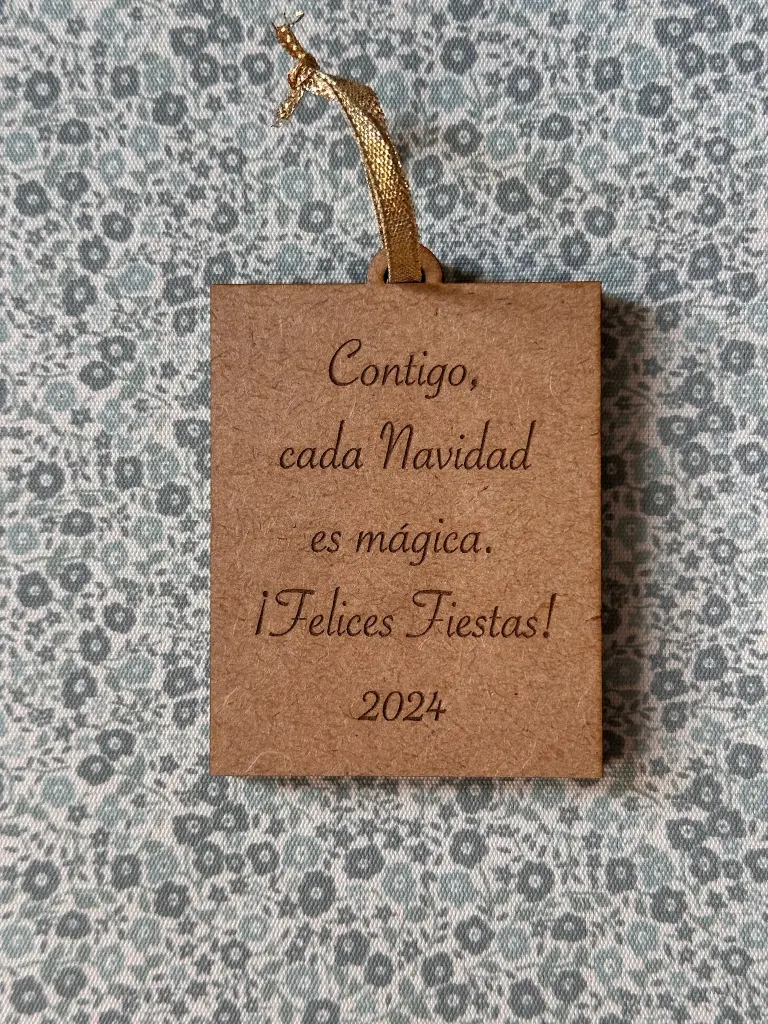 Contigo,
cada Navidad
es mágica.
¡Felices Fiestas!
2024